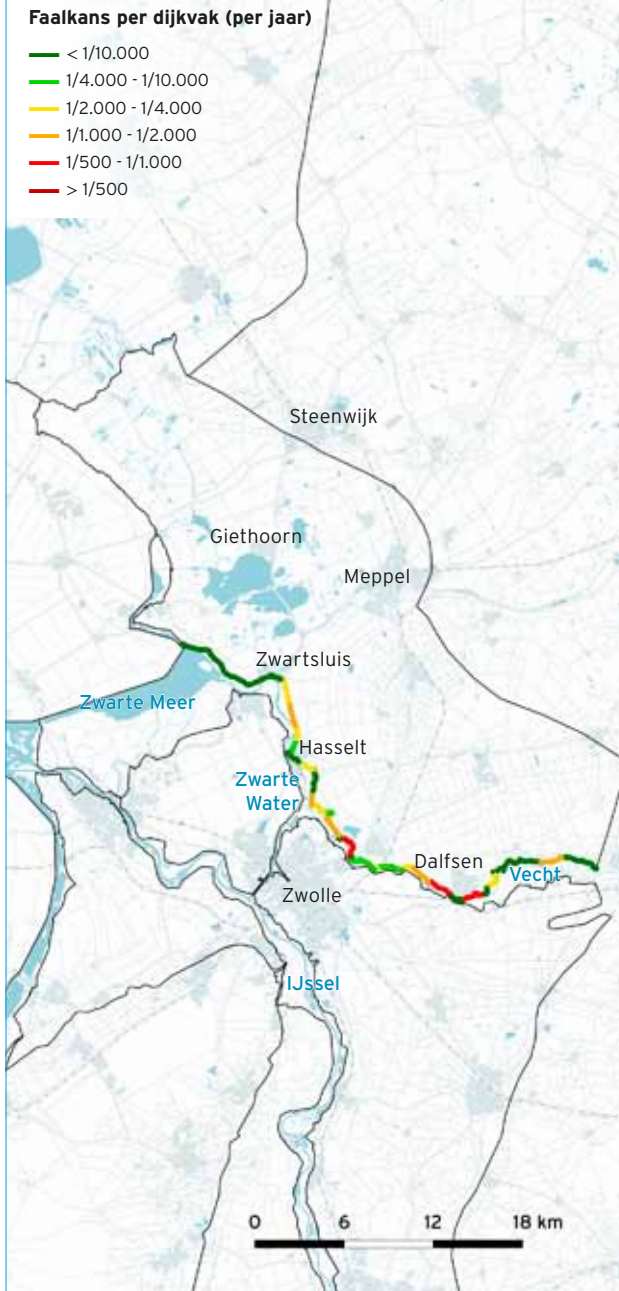 Faalkans per dijkvak (per jaar)
< 1/10.000
1/4.000 - 1/10.000
1/2.000 - 1/4.000
1/1.000 - 1/2.000
1/500 - 1/1.000
> 1/500
Steenwijk
Giethoorn
Meppel
Zwartsluis
Zwarte Meer
Hasselt
Zwarte
Water
Dalfsen
Vecht
Zwolle
IJssel
0 6 12 18 km